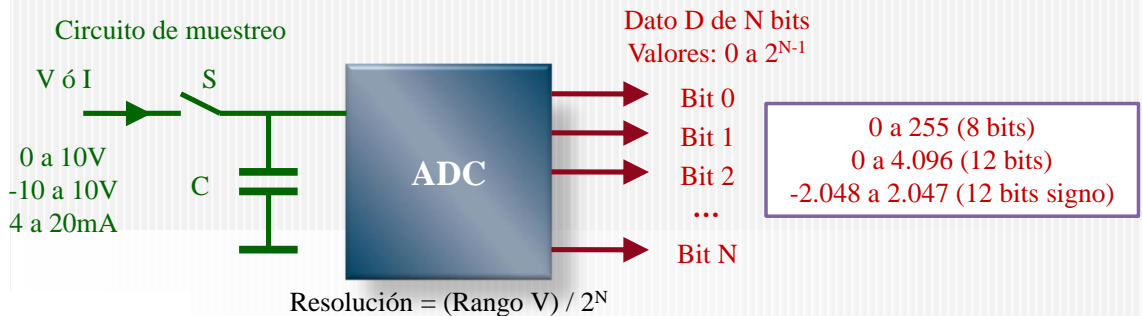 Circuito de muestreo
V ó I
S
0 a 10V
-10 a 10V
4 a 20mA
C
ADC
Resolución = (Rango V) / 2^N
Dato D de N bits
Valores: 0 a 2^N-1
Bit 0
Bit 1
Bit 2
...
Bit N
0 a 255 (8 bits)
0 a 4.096 (12 bits)
-2.048 a 2.047 (12 bits signo)